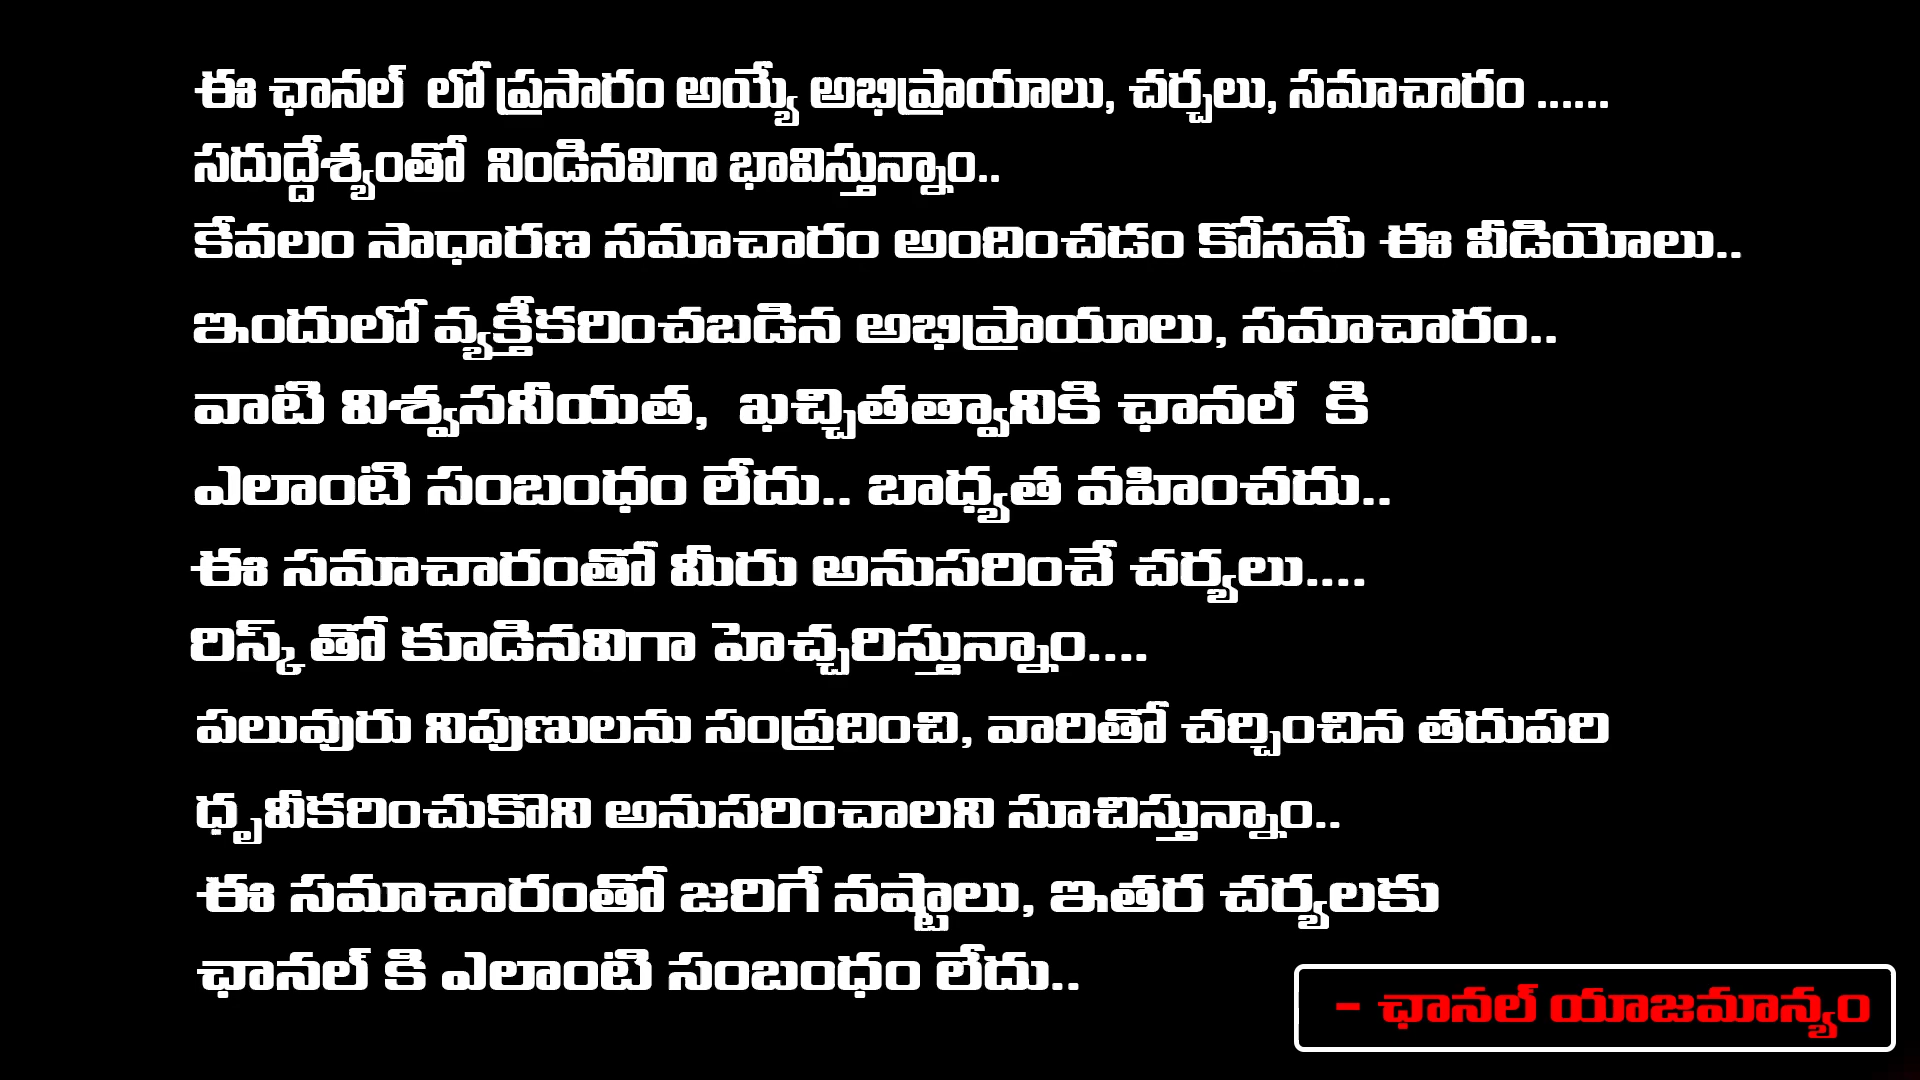 ఈ ఛానల్ లో ప్రసారం అయ్యే అభిప్రాయాలు, చర్చలు, సమాచారం ......
సదుద్దేశ్యంతో నిండినవిగా భావిస్తున్నాం..
కేవలం సాధారణ సమాచారం అందించడం కోసమే ఈ వీడియోలు..
ఇందులో వ్యక్తీకరించబడిన అభిప్రాయాలు, సమాచారం..
వాటి విశ్వసనీయత, ఖచ్చితత్వానికి ఛానల్ కి
ఎలాంటి సంబంధం లేదు.. బాధ్యత వహించదు..
ఈ సమాచారంతో మీరు అనుసరించే చర్యలు....
రిస్క్ తో కూడినవిగా హెచ్చరిస్తున్నాం....
పలువురు నిపుణులను సంప్రదించి, వారితో చర్చించిన తదుపరి
ధృవీకరించుకొని అనుసరించాలని సూచిస్తున్నాం..
ఈ సమాచారంతో జరిగే నష్టాలు, ఇతర చర్యలకు
ఛానల్ కి ఎలాంటి సంబంధం లేదు..
- ఛానల్ యాజమాన్యం